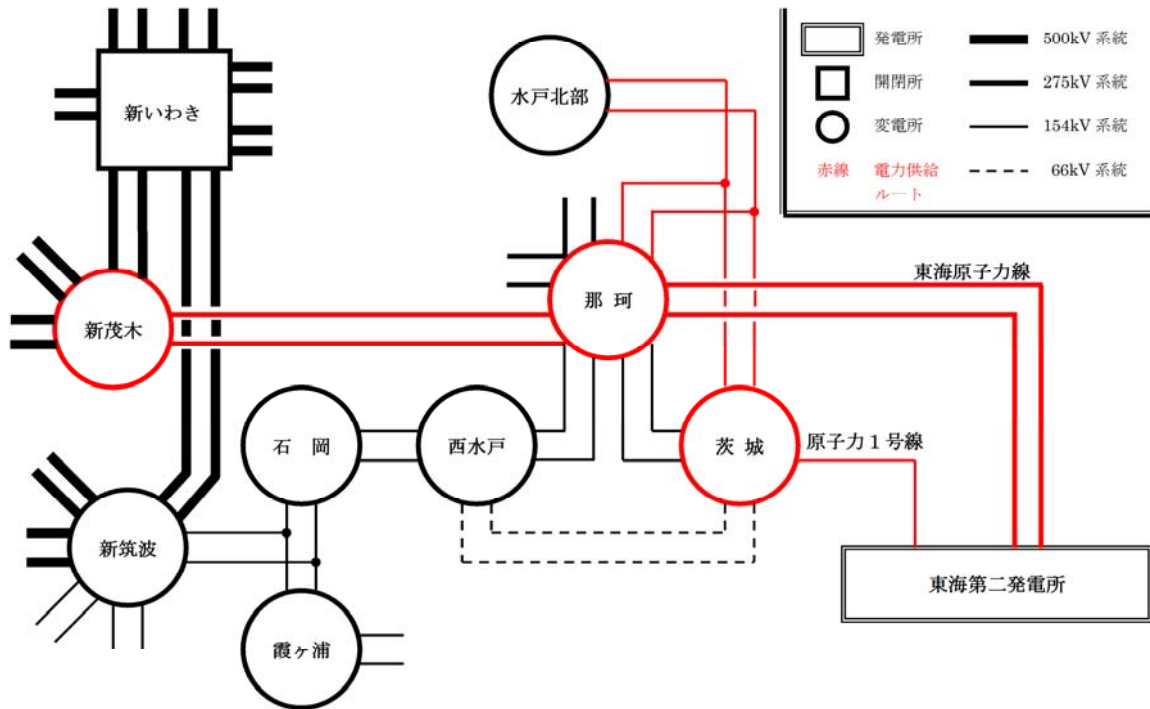 新いわき
水戸北部
発電所
500kV 系統
開閉所
275kV 系統
変電所
154kV 系統
赤線
電力供給
ルート
66kV 系統
東海原子力線
那 珂
新茂木
石 岡
西水戸
茨 城
原子力1号線
新筑波
東海第二発電所
霞ヶ浦